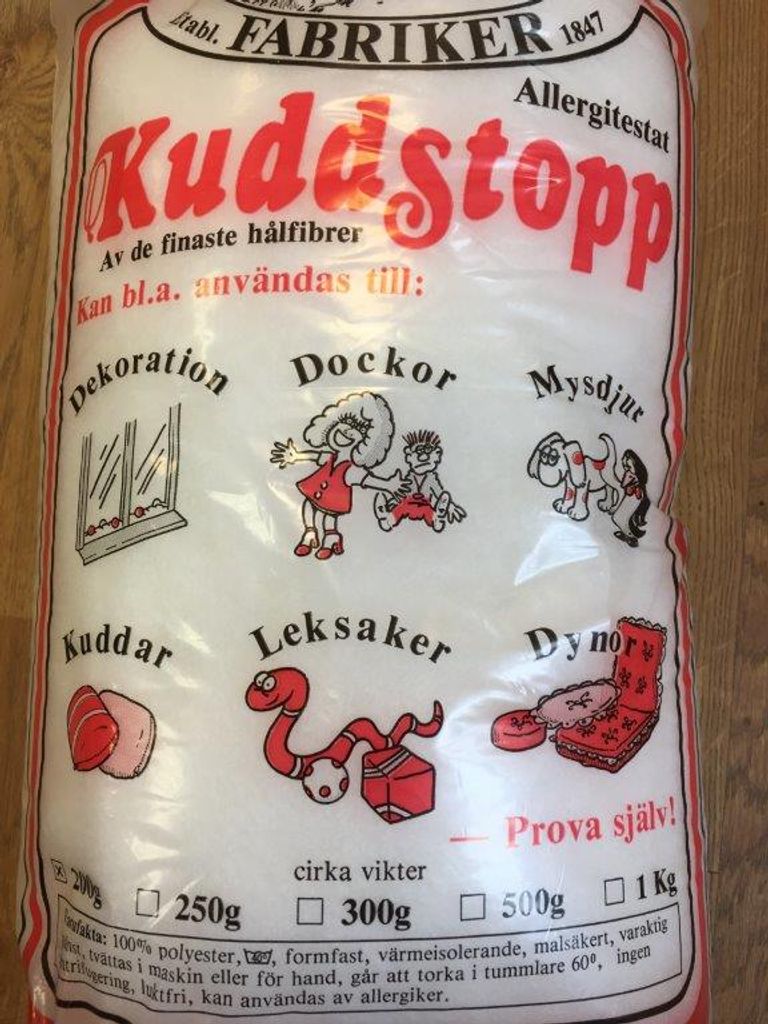 Etabl. FABRIKER 1847
Allergitestat
Kuddstopp
Av de finaste hålfibrer
Kan bl.a. användas till:
Dekoration Dockor Mysdjur
Kuddar Leksaker Dynor
— Prova själv!
cirka vikter
200g 250g 300g 500g 1 Kg
100% polyester, formfast, värmeisolerande, malsäkert, varaktig
tvättas i maskin eller för hand, går att torka i tummlare 60°, ingen
luktfri, kan användas av allergiker.